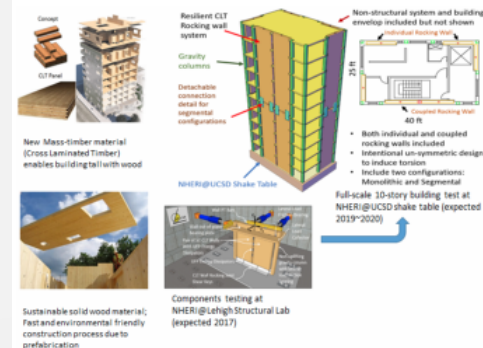 Concept
CLT Panel
New Mass-timber material
(Cross Laminated Timber)
enables building tall with wood
Sustainable solid wood material;
Fast and environmental friendly
construction process due to
prefabrication
Resilient CLT
Rocking wall
system
Gravity
columns
Detachable
connection
detail for
segmental
configurations
NHERI@UCSD Shake Table
Components testing at
NHERI@Lehigh Structural Lab
(expected 2017)
Non-structural system and building
envelop included but not shown
Individual Rocking Wall
25 ft
Coupled Rocking Wall
40 ft
• Both individual and coupled
rocking walls included
• Intentional un-symmetric design
to induce torsion
• Include two configurations:
Monolithic and Segmental
Full-scale 10-story building test at
NHERI@UCSD shake table (expected
2019~2020)